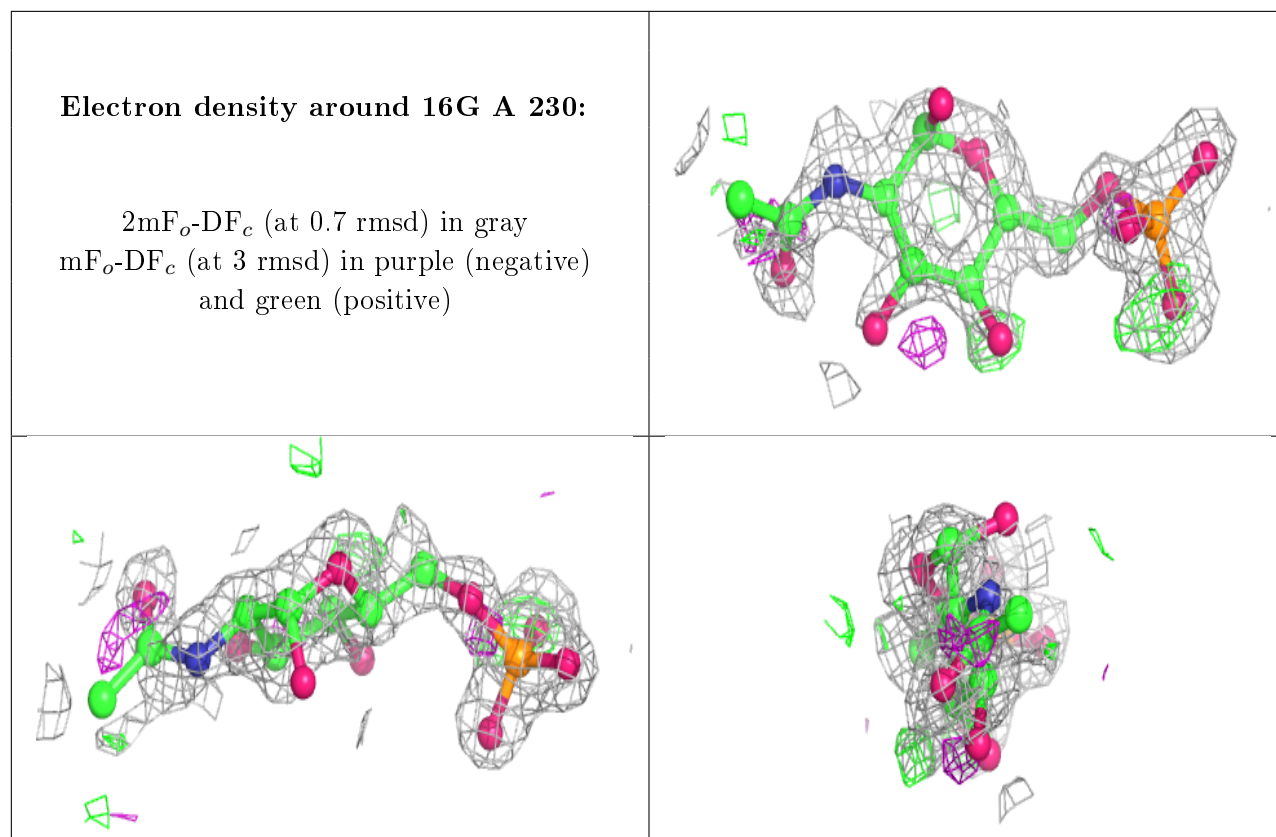 Electron density around 16G A 230:
2mFo-DFc (at 0.7 rmsd) in gray
mFo-DFc (at 3 rmsd) in purple (negative)
and green (positive)